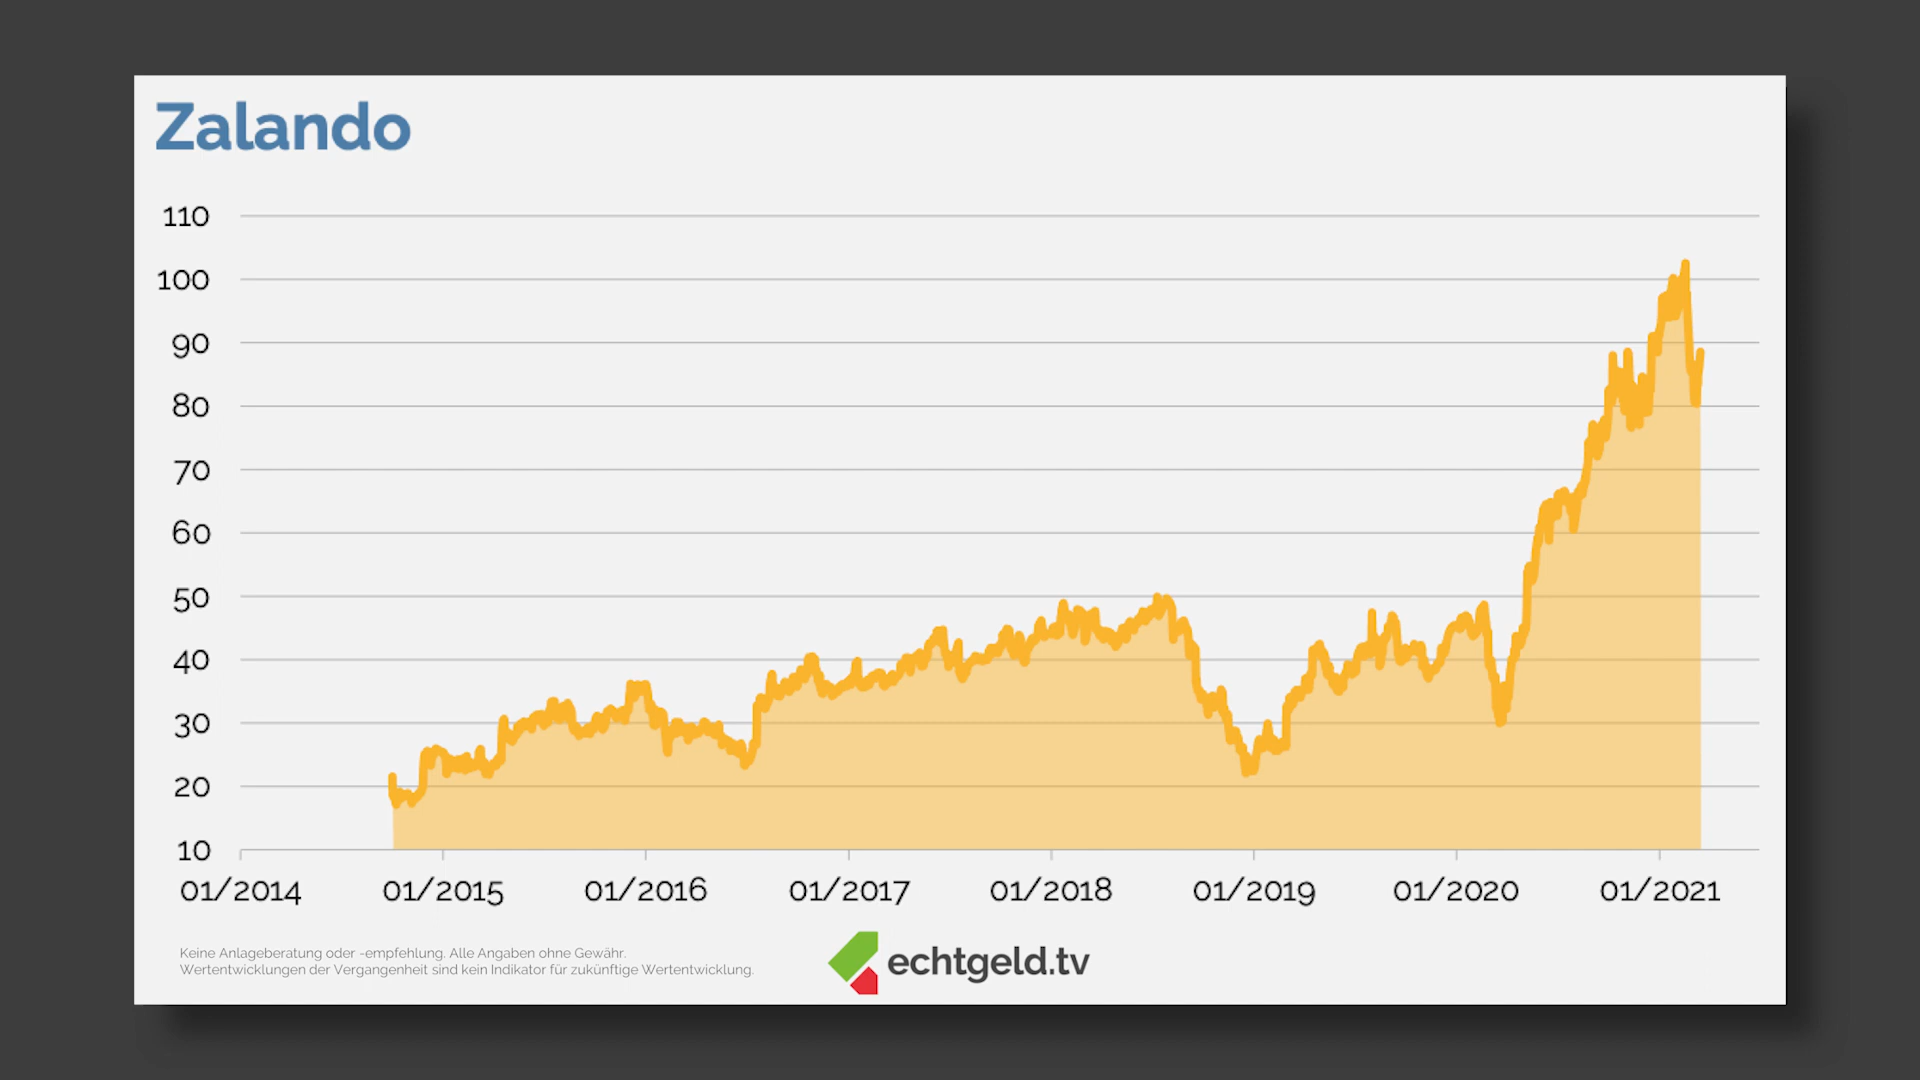 Zalando
110
100
90
80
70
60
50
40
30
20
10
01/2014 01/2015 01/2016 01/2017 01/2018 01/2019 01/2020 01/2021
Keine Anlageberatung oder -empfehlung. Alle Angaben ohne Gewähr.
Wertentwicklungen der Vergangenheit sind kein Indikator für zukünftige Wertentwicklung.
echtgeld.tv